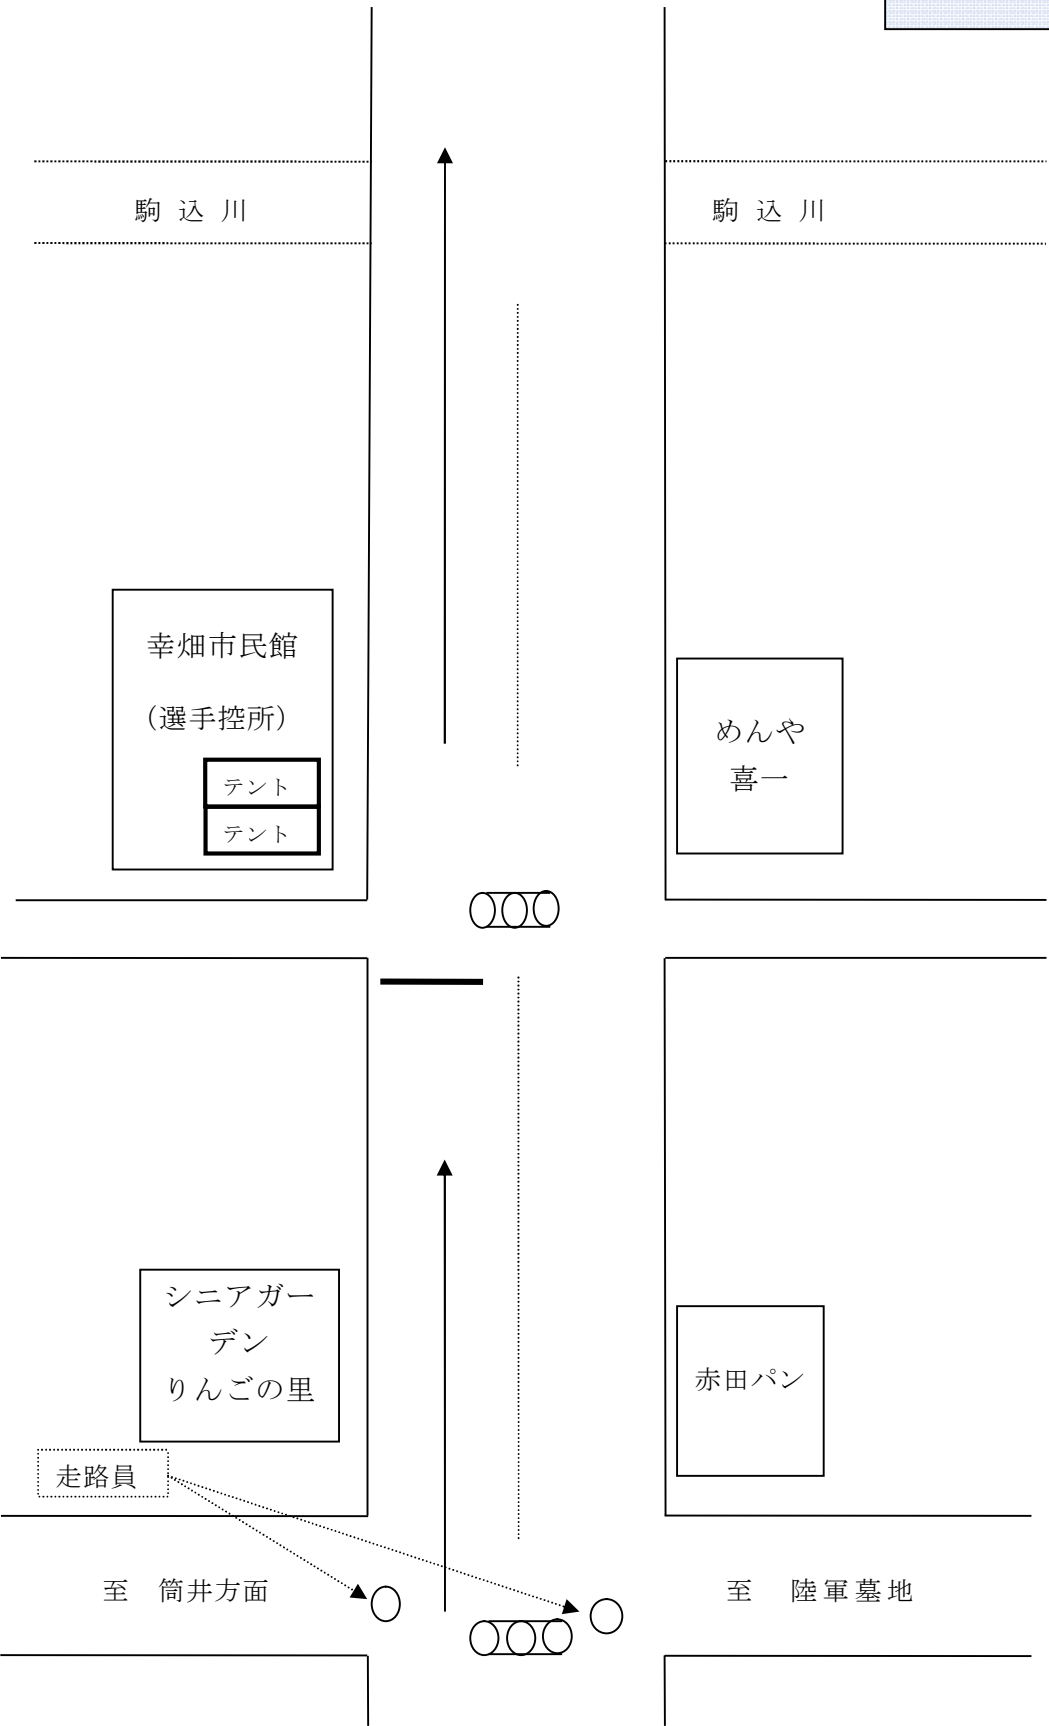 駒込川
駒込川
幸畑市民館
（選手控所）
テント
テント
めんや
喜一
シニアガー
デン
りんごの里
赤田パン
走路員
至　筒井方面
至　陸軍墓地